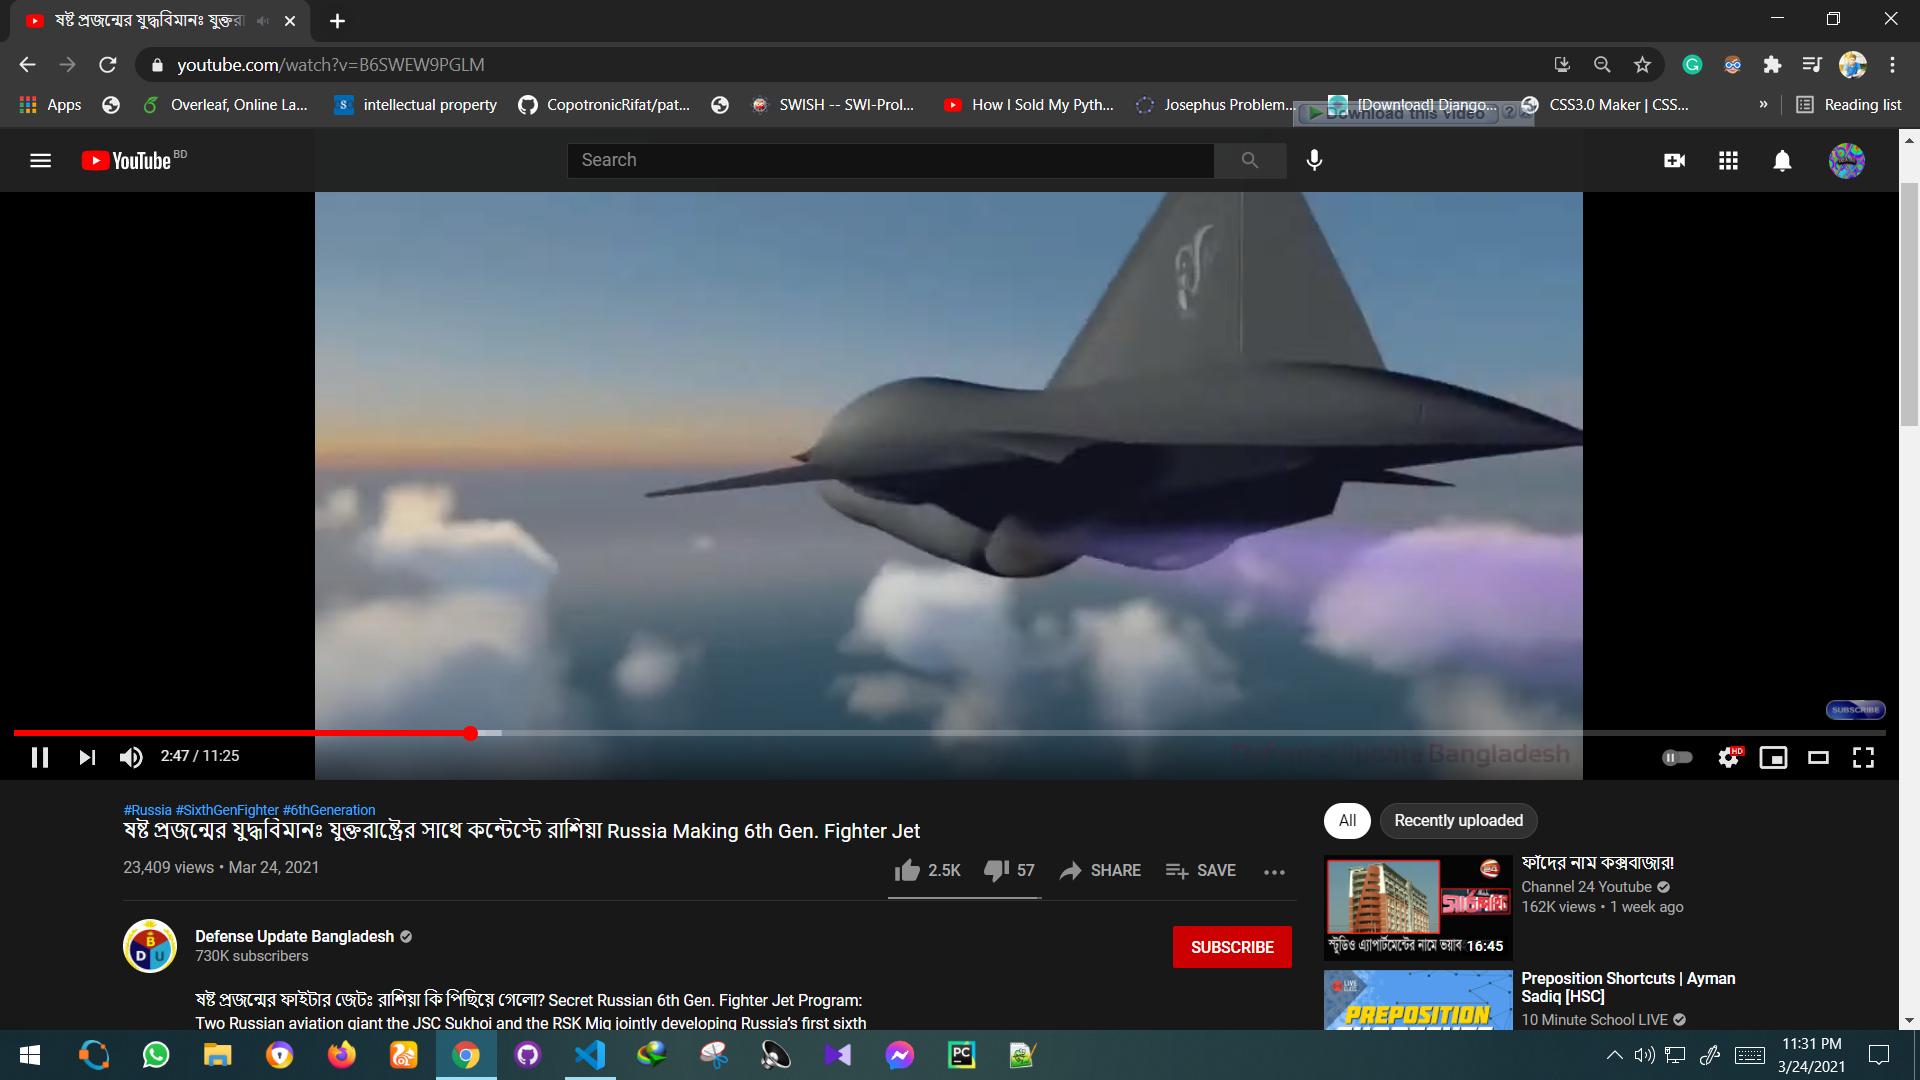 ষষ্ট প্রজন্মের যুদ্ধবিমানঃ যুক্তরা
youtube.com/watch?v=B6SWEW9PGLM
Apps
Overleaf, Online La...
intellectual property
CopotronicRifat/pat...
SWISH -- SWI-Prol...
How I Sold My Pyth...
Josephus Problem...
[Download] Django...
CSS3.0 Maker | CSS...
»
Reading list
Download this video
?
YouTube BD
Search
SUBSCRIBE
Defense Update Bangladesh
2:47 / 11:25
HD
#Russia #SixthGenFighter #6thGeneration
ষষ্ট প্রজন্মের যুদ্ধবিমানঃ যুক্তরাষ্ট্রের সাথে কন্টেস্টে রাশিয়া Russia Making 6th Gen. Fighter Jet
23,409 views • Mar 24, 2021
2.5K
57
SHARE
SAVE
BDU
Defense Update Bangladesh
730K subscribers
SUBSCRIBE
ষষ্ট প্রজন্মের ফাইটার জেটঃ রাশিয়া কি পিছিয়ে গেলো? Secret Russian 6th Gen. Fighter Jet Program:
Two Russian aviation giant the JSC Sukhoi and the RSK Mig jointly developing Russia's first sixth
All
Recently uploaded
24
সার্চলাইট
স্টুডিও এ্যাপার্টমেন্টের নামে ভয়াব
16:45
ফাঁদের নাম কক্সবাজার!
Channel 24 Youtube
162K views • 1 week ago
LIVE
PREPOSITION
Preposition Shortcuts | Ayman
Sadiq [HSC]
10 Minute School LIVE
PC
11:31 PM
3/24/2021